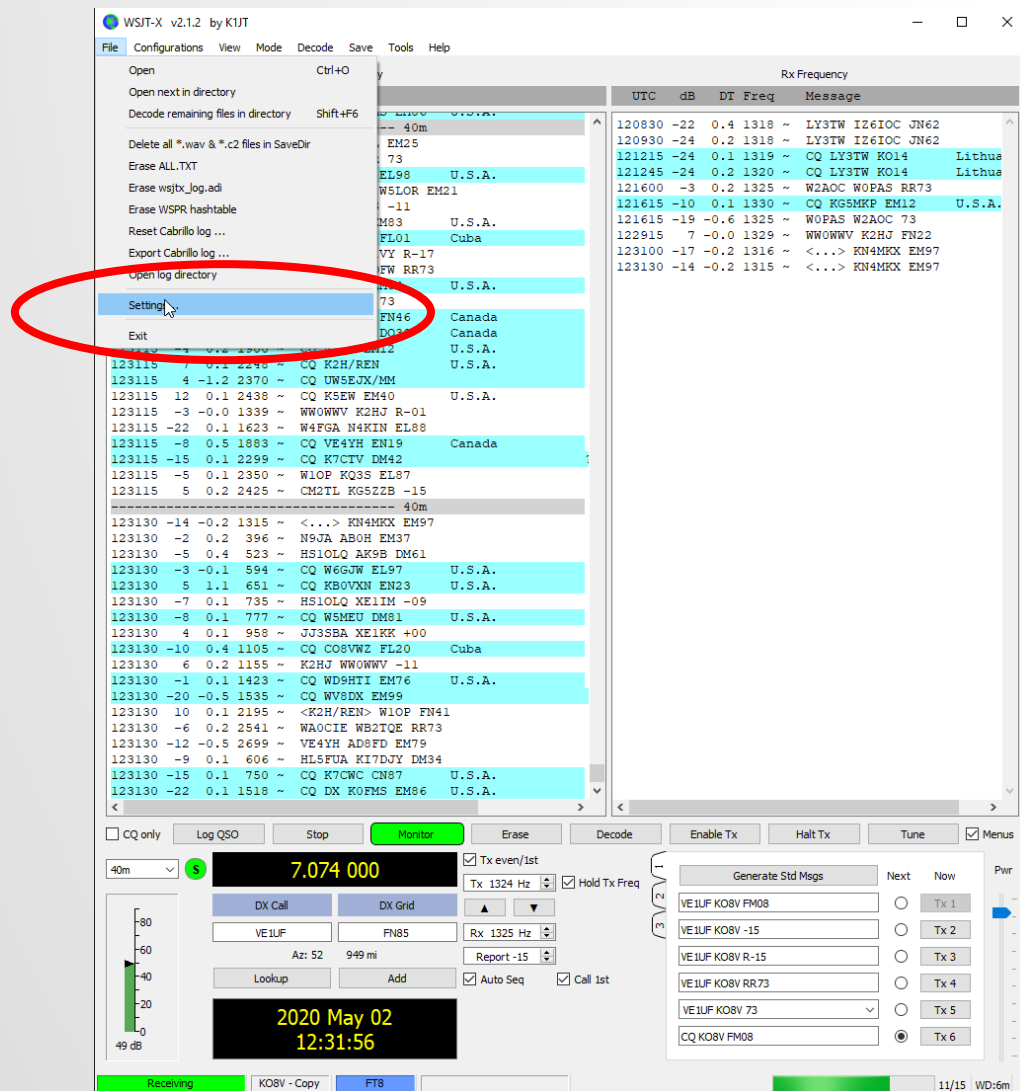 WSJT-X v2.1.2 by K1JT
File Configurations View Mode Decode Save Tools Help
Open Ctrl+O
Open next in directory
Decode remaining files in directory Shift+F6
Delete all *.wav & *.c2 files in SaveDir
Erase ALL.TXT
Erase wsjtx_log.adi
Erase WSPR hashtable
Reset Cabrillo log ...
Export Cabrillo log ...
Open log directory
Settings...
Exit
-- 40m
EM25
73
EL98 U.S.A.
W5LOR EM21
-11
EM83 U.S.A.
FL01 Cuba
VY R-17
FW RR73
U.S.A.
73
FN46 Canada
Canada
U.S.A.
123115 7 0.1 2248 ~ CQ K2H/REN U.S.A.
123115 4 -1.2 2370 ~ CQ UW5EJX/MM
123115 12 0.1 2438 ~ CQ K5EW EM40 U.S.A.
123115 -3 -0.0 1339 ~ WW0WWV K2HJ R-01
123115 -22 0.1 1623 ~ W4FGA N4KIN EL88
123115 -8 0.5 1883 ~ CQ VE4YH EN19 Canada
123115 -15 0.1 2299 ~ CQ K7CTV DM42
123115 -5 0.1 2350 ~ W1OP KQ3S EL87
123115 5 0.2 2425 ~ CM2TL KG5ZZB -15
---------------------------------- 40m
123130 -14 -0.2 1315 ~ <...> KN4MKX EM97
123130 -2 0.2 396 ~ N9JA AB0H EM37
123130 -5 0.4 523 ~ HS1OLQ AK9B DM61
123130 -3 -0.1 594 ~ CQ W6GJW EL97 U.S.A.
123130 5 1.1 651 ~ CQ KB0VXN EN23 U.S.A.
123130 -7 0.1 735 ~ HS1OLQ XE1IM -09
123130 -8 0.1 777 ~ CQ W5MEU DM81 U.S.A.
123130 4 0.1 958 ~ JJ3SBA XE1KK +00
123130 -10 0.4 1105 ~ CQ CO8VWZ FL20 Cuba
123130 6 0.2 1155 ~ K2HJ WW0WWV -11
123130 -1 0.1 1423 ~ CQ WD9HTI EM76 U.S.A.
123130 -20 -0.5 1535 ~ CQ WV8DX EM99
123130 10 0.1 2195 ~ <K2H/REN> W1OP FN41
123130 -6 0.2 2541 ~ WA0CIE WB2TQE RR73
123130 -12 -0.5 2699 ~ VE4YH AD8FD EM79
123130 -9 0.1 606 ~ HL5FUA KI7DJY DM34
123130 -15 0.1 750 ~ CQ K7CWC CN87 U.S.A.
123130 -22 0.1 1518 ~ CQ DX K0FMS EM86 U.S.A.
Rx Frequency
UTC dB DT Freq Message
120830 -22 0.4 1318 ~ LY3TW IZ6IOC JN62
120930 -24 0.2 1318 ~ LY3TW IZ6IOC JN62
121215 -24 0.1 1319 ~ CQ LY3TW KO14 Lithua
121245 -24 0.2 1320 ~ CQ LY3TW KO14 Lithua
121600 -3 0.2 1325 ~ W2AOC W0PAS RR73
121615 -10 0.1 1330 ~ CQ KG5MKP EM12 U.S.A.
121615 -19 -0.6 1325 ~ W0PAS W2AOC 73
122915 7 -0.0 1329 ~ WW0WWV K2HJ FN22
123100 -17 -0.2 1316 ~ <...> KN4MKX EM97
123130 -14 -0.2 1315 ~ <...> KN4MKX EM97
CQ only Log QSO Stop Monitor Erase Decode Enable Tx Halt Tx Tune Menus
40m S 7.074 000
Tx even/1st
Tx 1324 Hz Hold Tx Freq
DX Call DX Grid
VE1UF FN85
Rx 1325 Hz
Az: 52 949 mi
Report -15
Lookup Add
Auto Seq Call 1st
2020 May 02
12:31:56
80
60
40
20
0
49 dB
1
2
3
Generate Std Msgs Next Now Pwr
VE1UF KO8V FM08 Tx 1
VE1UF KO8V -15 Tx 2
VE1UF KO8V R-15 Tx 3
VE1UF KO8V RR73 Tx 4
VE1UF KO8V 73 Tx 5
CQ KO8V FM08 Tx 6
Receiving KO8V - Copy FT8 11/15 WD:6m